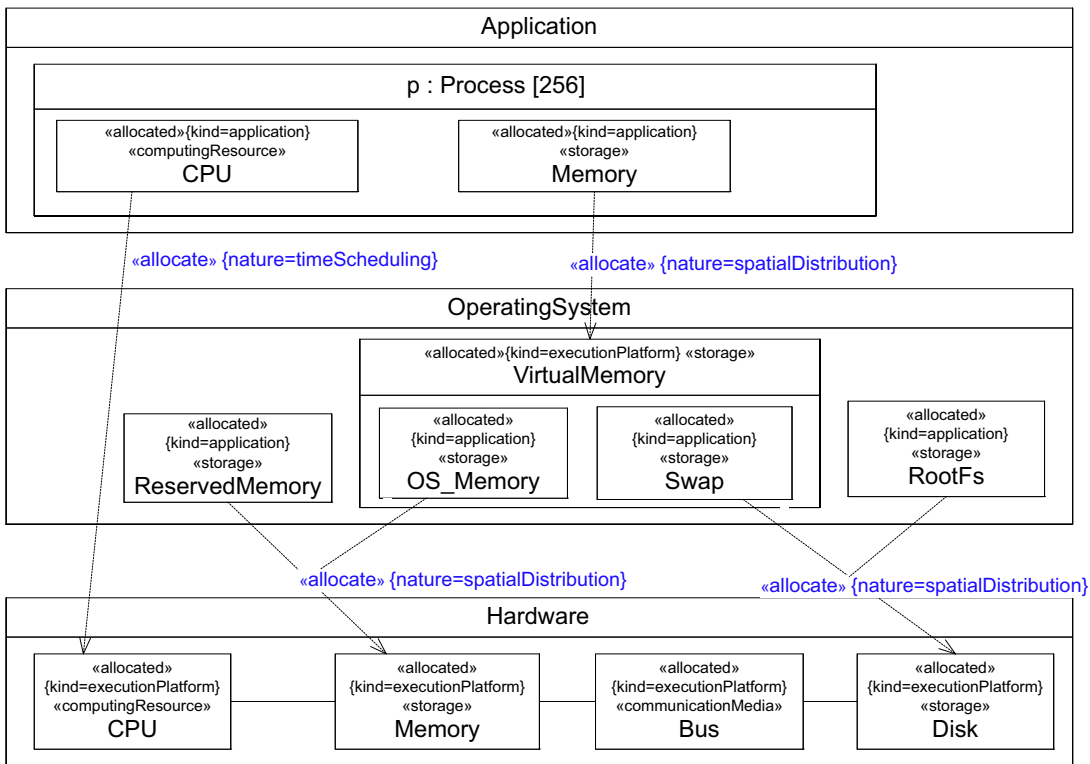 Application
p : Process [256]
«allocated»{kind=application}
«computingResource»
CPU
«allocated»{kind=application}
«storage»
Memory
«allocate» {nature=timeScheduling}
«allocate» {nature=spatialDistribution}
OperatingSystem
«allocated»{kind=executionPlatform} «storage»
VirtualMemory
«allocated»
{kind=application}
«storage»
ReservedMemory
«allocated»
{kind=application}
«storage»
OS_Memory
«allocated»
{kind=application}
«storage»
Swap
«allocated»
{kind=application}
«storage»
RootFs
«allocate» {nature=spatialDistribution}
«allocate» {nature=spatialDistribution}
Hardware
«allocated»
{kind=executionPlatform}
«computingResource»
CPU
«allocated»
{kind=executionPlatform}
«storage»
Memory
«allocated»
{kind=executionPlatform}
«communicationMedia»
Bus
«allocated»
{kind=executionPlatform}
«storage»
Disk